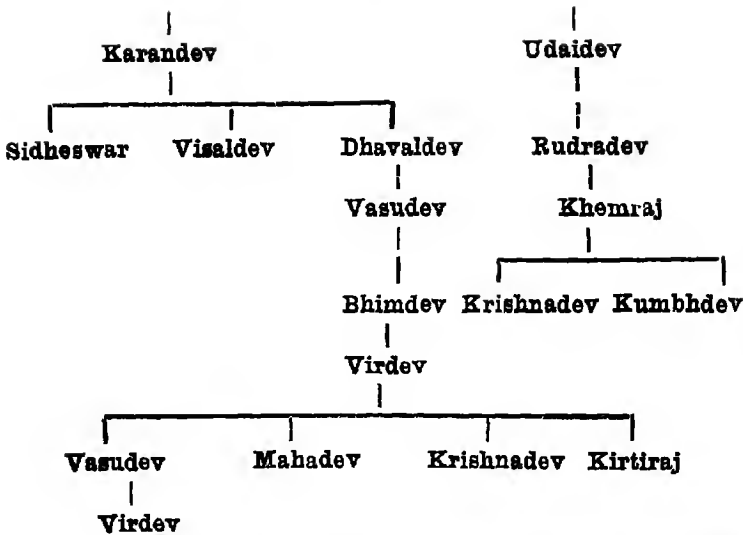 Karandev Udaidev
Sidheswar Visaldev Dhavaldev Rudradev
Vasudev Khemraj
Bhimdev Krishnadev Kumbhdev
Virdev
Vasudev Mahadev Krishnadev Kirtiraj
Virdev